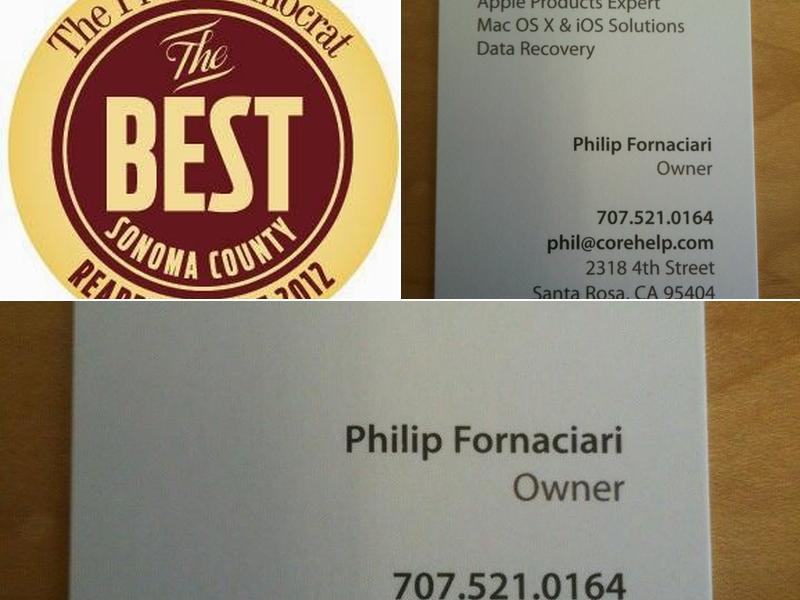 The Press Democrat
The
BEST
SONOMA COUNTY
2012
Apple Products Expert
Mac OS X & iOS Solutions
Data Recovery
Philip Fornaciari
Owner
707.521.0164
phil@corehelp.com
2318 4th Street
Santa Rosa, CA 95404
Philip Fornaciari
Owner
707.521.0164